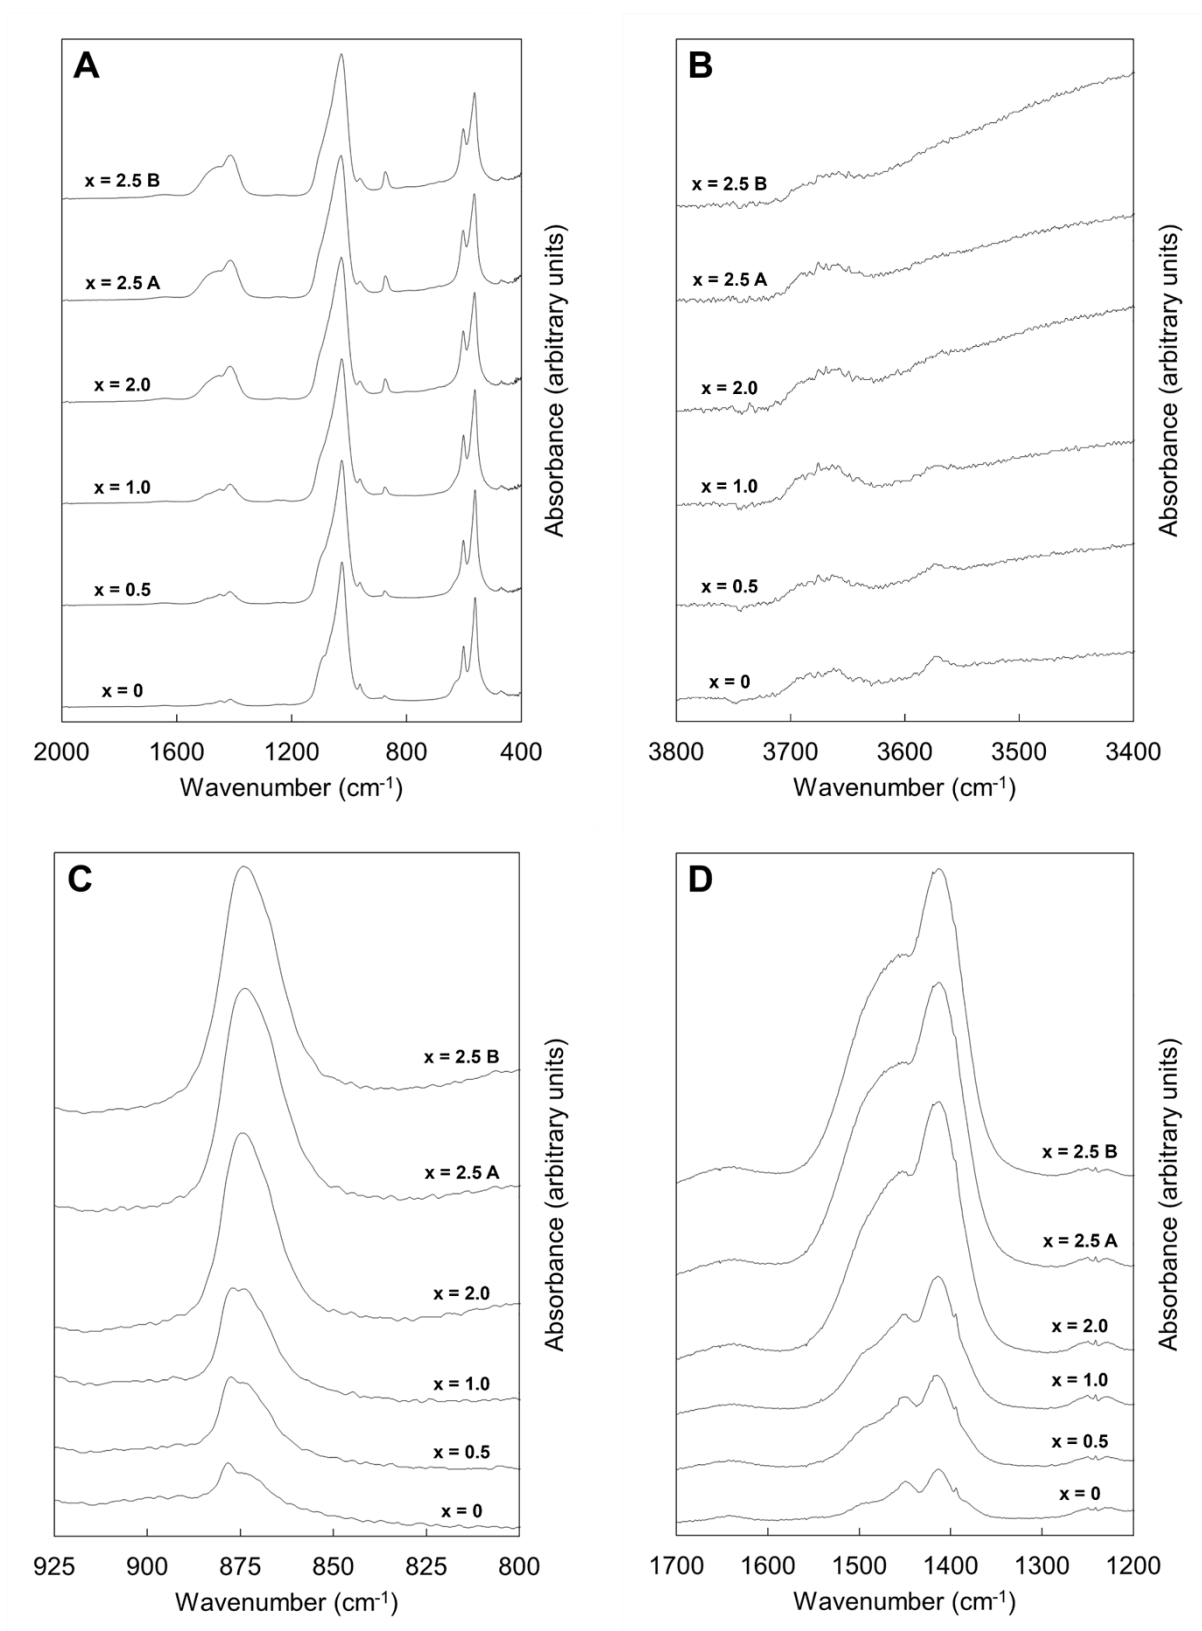 A
x = 2.5 B
x = 2.5 A
x = 2.0
x = 1.0
x = 0.5
x = 0
2000 1600 1200 800 400
Wavenumber (cm-1)
Absorbance (arbitrary units)
B
x = 2.5 B
x = 2.5 A
x = 2.0
x = 1.0
x = 0.5
x = 0
3800 3700 3600 3500 3400
Wavenumber (cm-1)
Absorbance (arbitrary units)
C
x = 2.5 B
x = 2.5 A
x = 2.0
x = 1.0
x = 0.5
x = 0
925 900 875 850 825 800
Wavenumber (cm-1)
Absorbance (arbitrary units)
D
x = 2.5 B
x = 2.5 A
x = 2.0
x = 1.0
x = 0.5
x = 0
1700 1600 1500 1400 1300 1200
Wavenumber (cm-1)
Absorbance (arbitrary units)